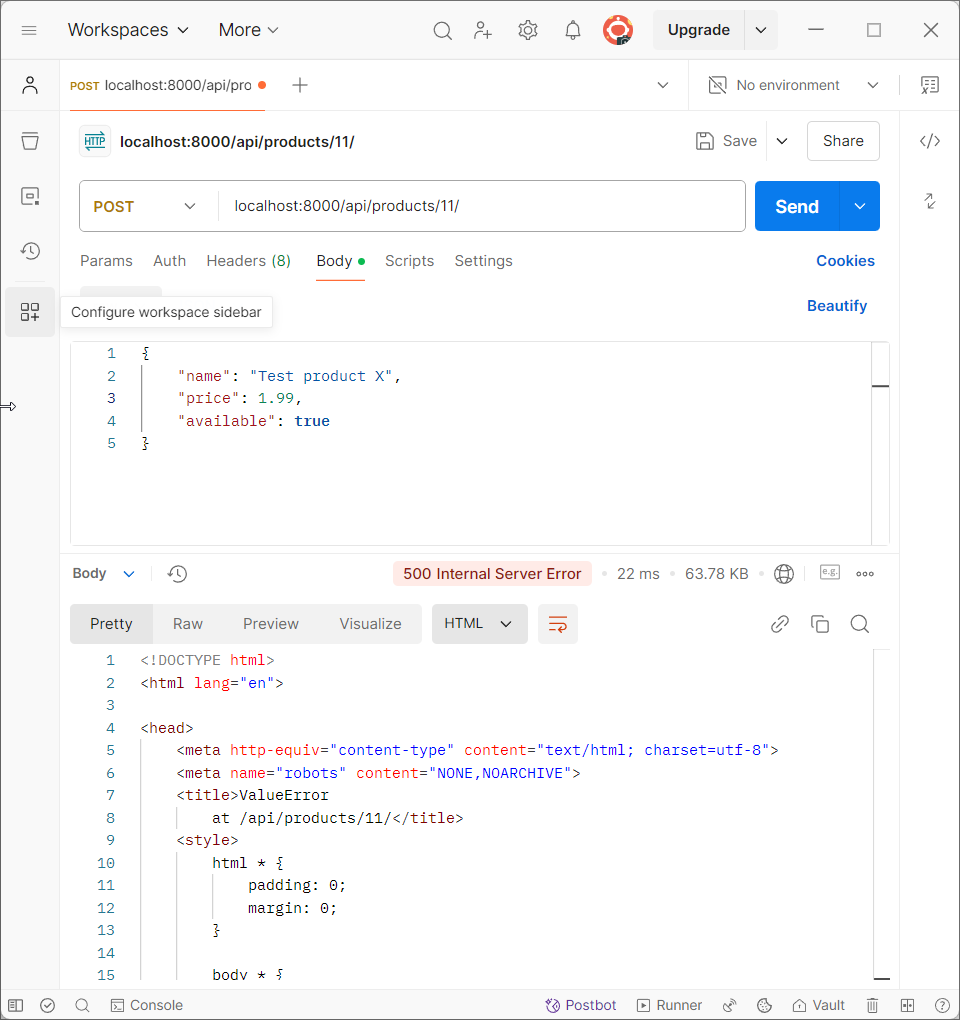 Workspaces More Upgrade
POST localhost:8000/api/pro No environment
HTTP localhost:8000/api/products/11/ Save Share
POST localhost:8000/api/products/11/ Send
Params Auth Headers (8) Body Scripts Settings Cookies
Configure workspace sidebar Beautify
1 {
2 "name": "Test product X",
3 "price": 1.99,
4 "available": true
5 }
Body 500 Internal Server Error 22 ms 63.78 KB e.g.
Pretty Raw Preview Visualize HTML
1 <!DOCTYPE html>
2 <html lang="en">
3
4 <head>
5 <meta http-equiv="content-type" content="text/html; charset=utf-8">
6 <meta name="robots" content="NONE,NOARCHIVE">
7 <title>ValueError
8 at /api/products/11/</title>
9 <style>
10 html * {
11 padding: 0;
12 margin: 0;
13 }
14
15 body * {
Console Postbot Runner Vault